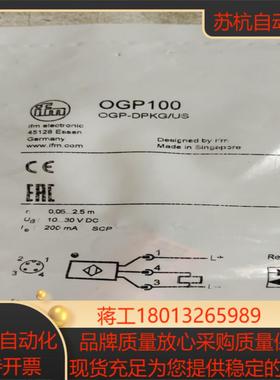 苏杭自动
ifm
ifm electronic
45128 Essen
Germany
www.ifm.com
OGP100
OGP-DPKG/US
Designed by ifm
Made in Singapore
CE
EAC
r: 0,05...2,5 m
UB: 10...30 V DC
Ie: 200 mA SCP
1
L+
2
4
3
L-
自动化
开票
蒋工18013265989
品牌质量放心采购质量保
现货充足为您提供稳定的